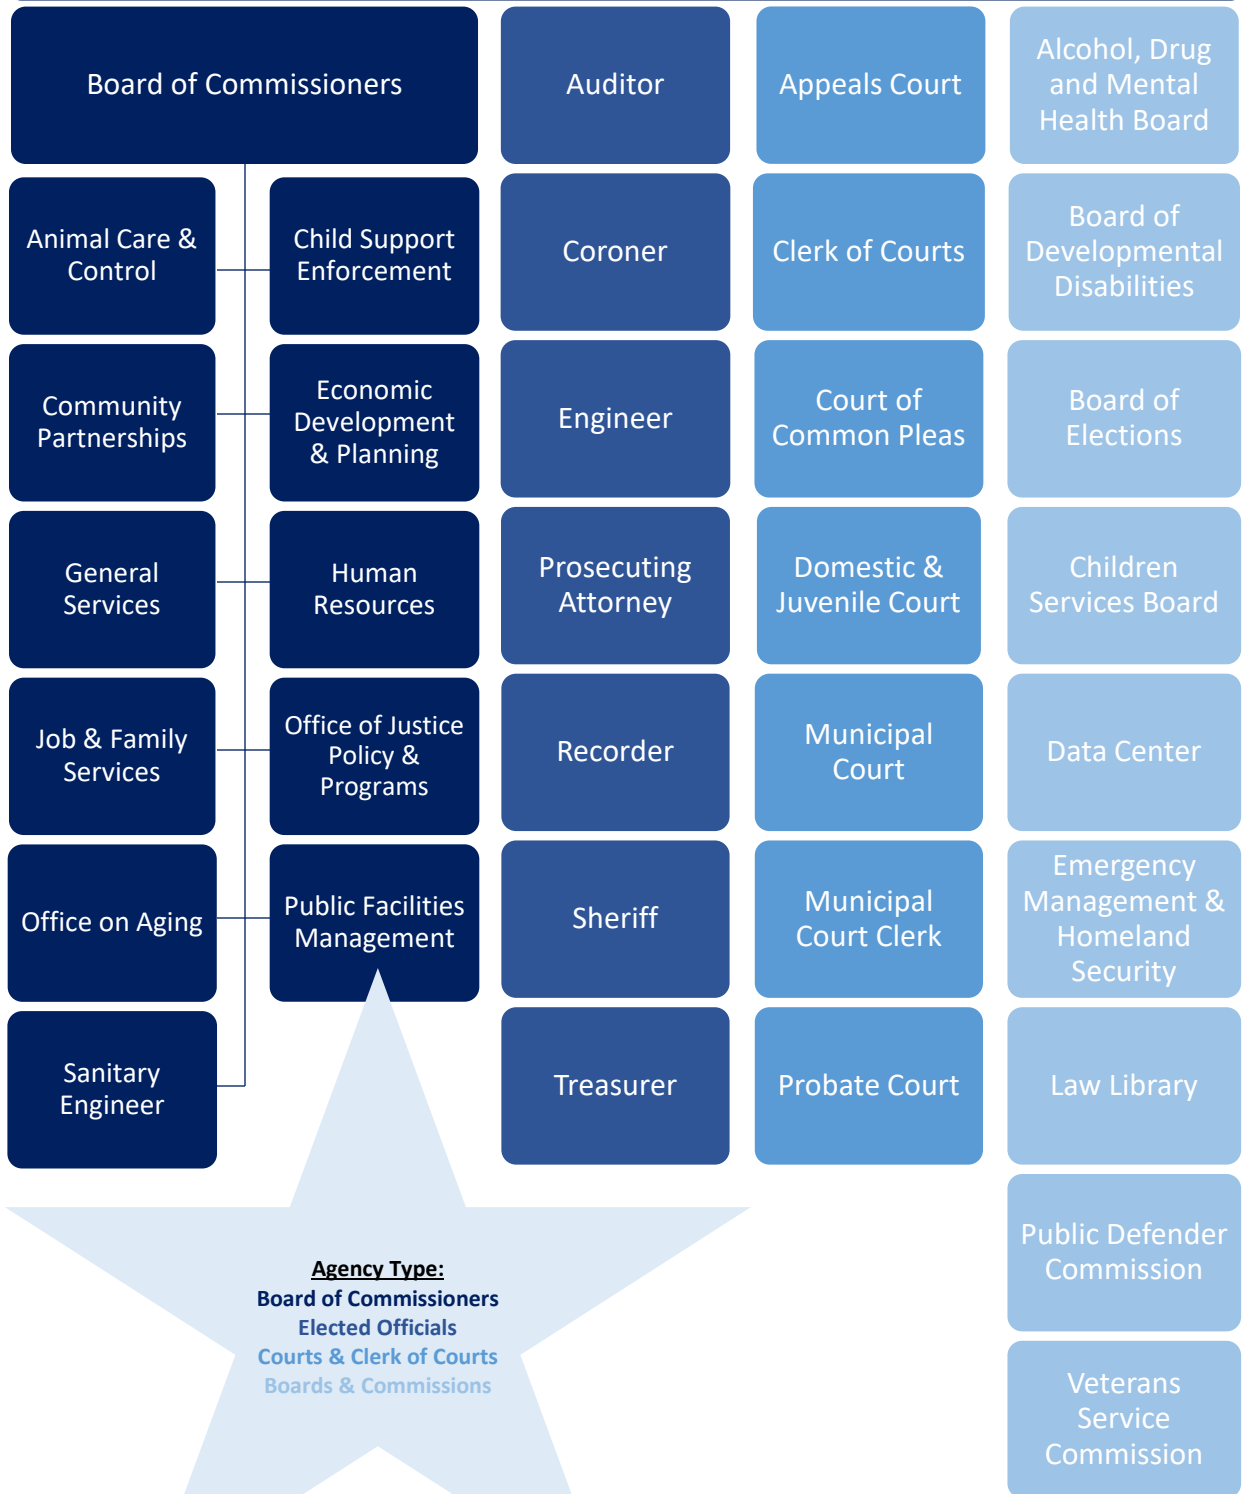 Board of Commissioners
Animal Care &
Control
Child Support
Enforcement
Community
Partnerships
Economic
Development
& Planning
General
Services
Human
Resources
Job & Family
Services
Office of Justice
Policy &
Programs
Office on Aging
Public Facilities
Management
Sanitary
Engineer
Auditor
Coroner
Engineer
Prosecuting
Attorney
Recorder
Sheriff
Treasurer
Appeals Court
Clerk of Courts
Court of
Common Pleas
Domestic &
Juvenile Court
Municipal
Court
Municipal
Court Clerk
Probate Court
Alcohol, Drug
and Mental
Health Board
Board of
Developmental
Disabilities
Board of
Elections
Children
Services Board
Data Center
Emergency
Management &
Homeland
Security
Law Library
Public Defender
Commission
Veterans
Service
Commission
Agency Type:
Board of Commissioners
Elected Officials
Courts & Clerk of Courts
Boards & Commissions